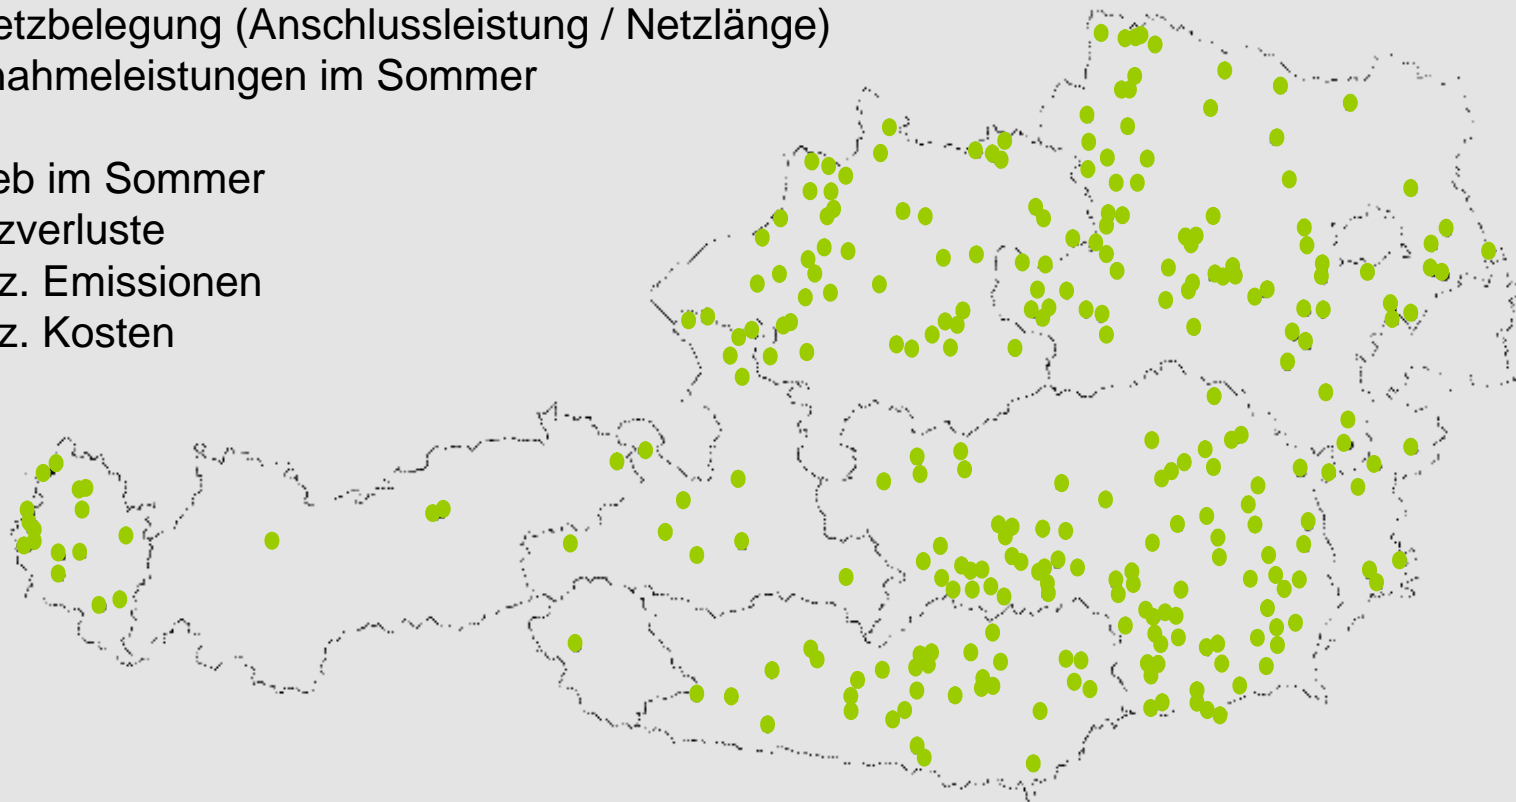 etzbelegung (Anschlussleistung / Netzlänge)
nahmeleistungen im Sommer
eb im Sommer
zverluste
z. Emissionen
z. Kosten